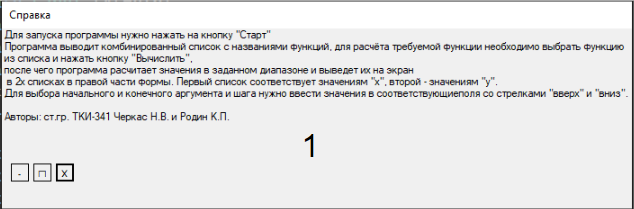 Справка
Для запуска программы нужно нажать на кнопку "Старт"
Программа выводит комбинированный список с названиями функций, для расчёта требуемой функции необходимо выбрать функцию
из списка и нажать кнопку "Вычислить",
после чего программа расчитает значения в заданном диапазоне и выведет их на экран
в 2х списках в правой части формы. Первый список соответствует значениям "x", второй - значениям "y".
Для выбора начального и конечного аргумента и шага нужно ввести значения в соответствующиеполя со стрелками "вверх" и "вниз".
Авторы: ст.гр. ТКИ-341 Черкас Н.В. и Родин К.П.
1
- П X